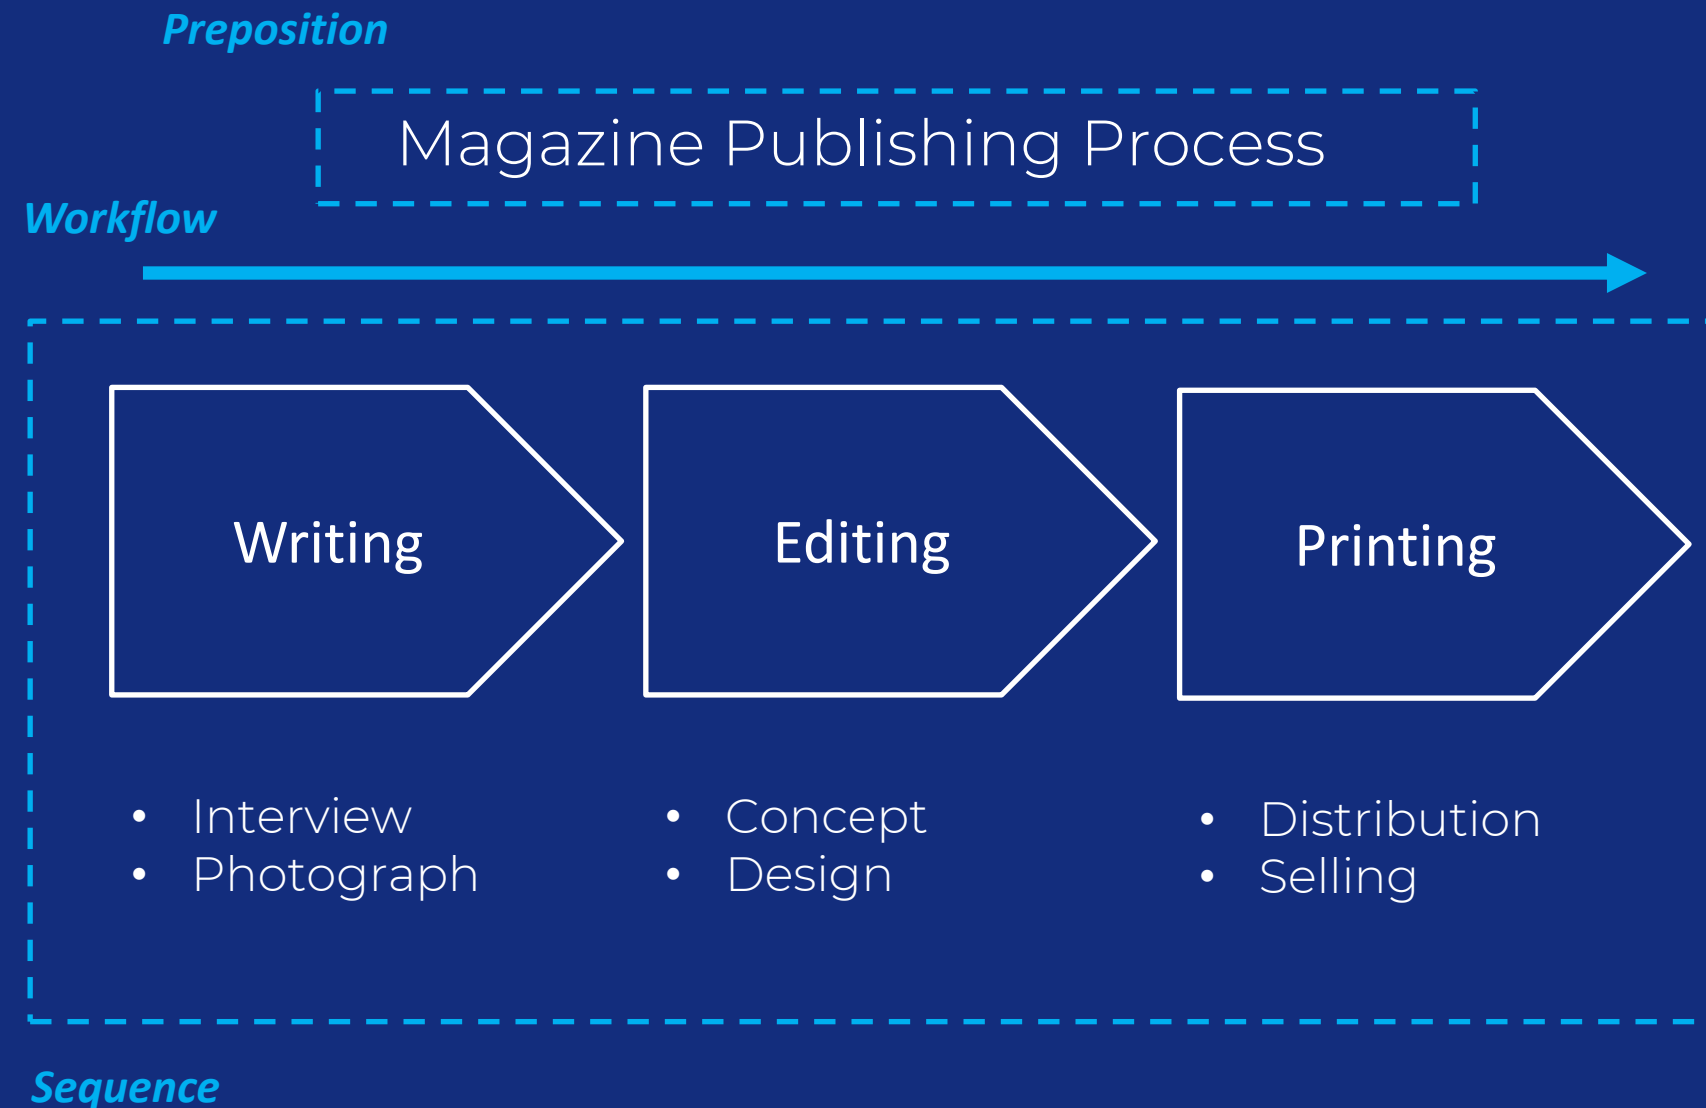 Preposition
Magazine Publishing Process
Workflow
Writing
Editing
Printing
• Interview
• Photograph
• Concept
• Design
• Distribution
• Selling
Sequence